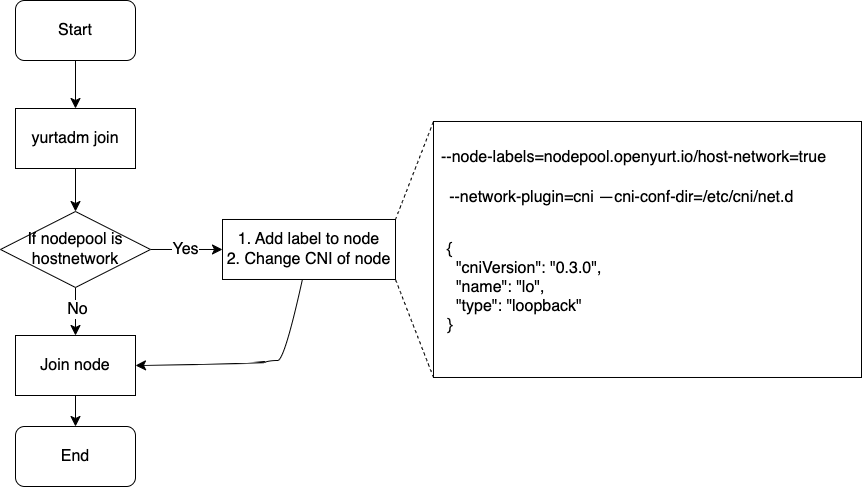 Start
yurtadm join
If nodepool is
hostnetwork
Yes
1. Add label to node
2. Change CNI of node
No
Join node
End
--node-labels=nodepool.openyurt.io/host-network=true
--network-plugin=cni —cni-conf-dir=/etc/cni/net.d
{
"cniVersion": "0.3.0",
"name": "lo",
"type": "loopback"
}